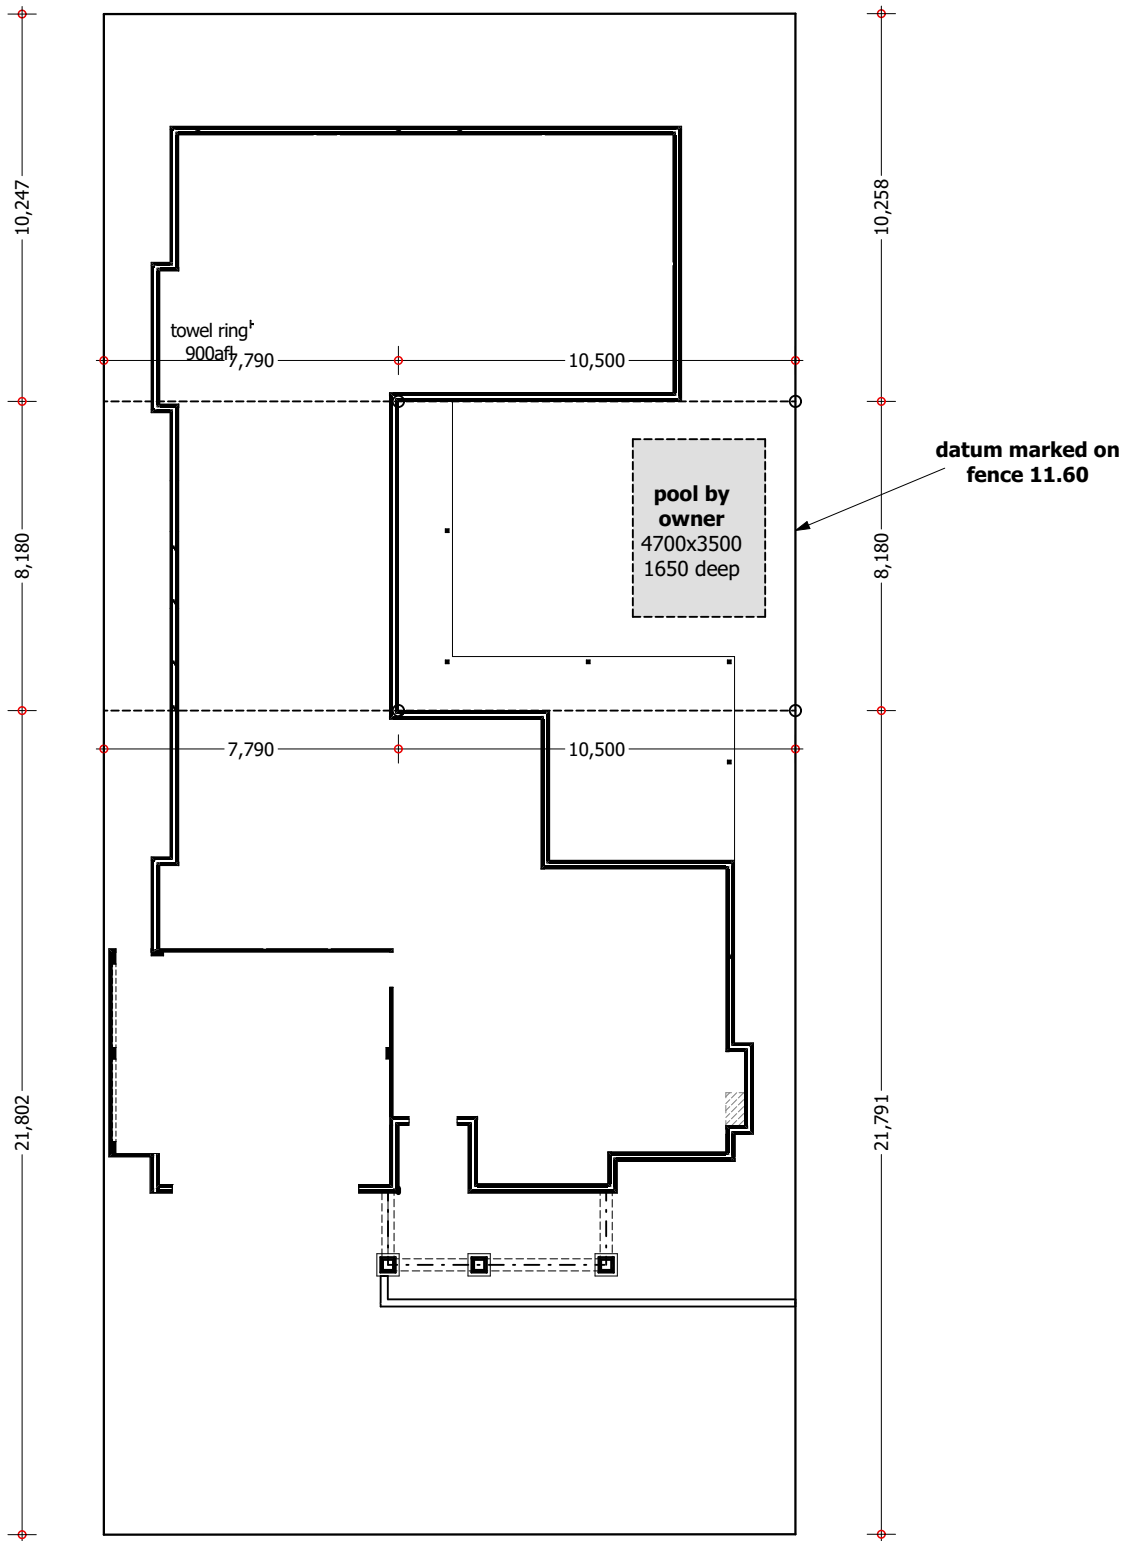 10,247
10,258
towel ring
900afl
7,790
10,500
datum marked on
fence 11.60
pool by
owner
4700x3500
1650 deep
8,180
8,180
7,790
10,500
21,802
21,791